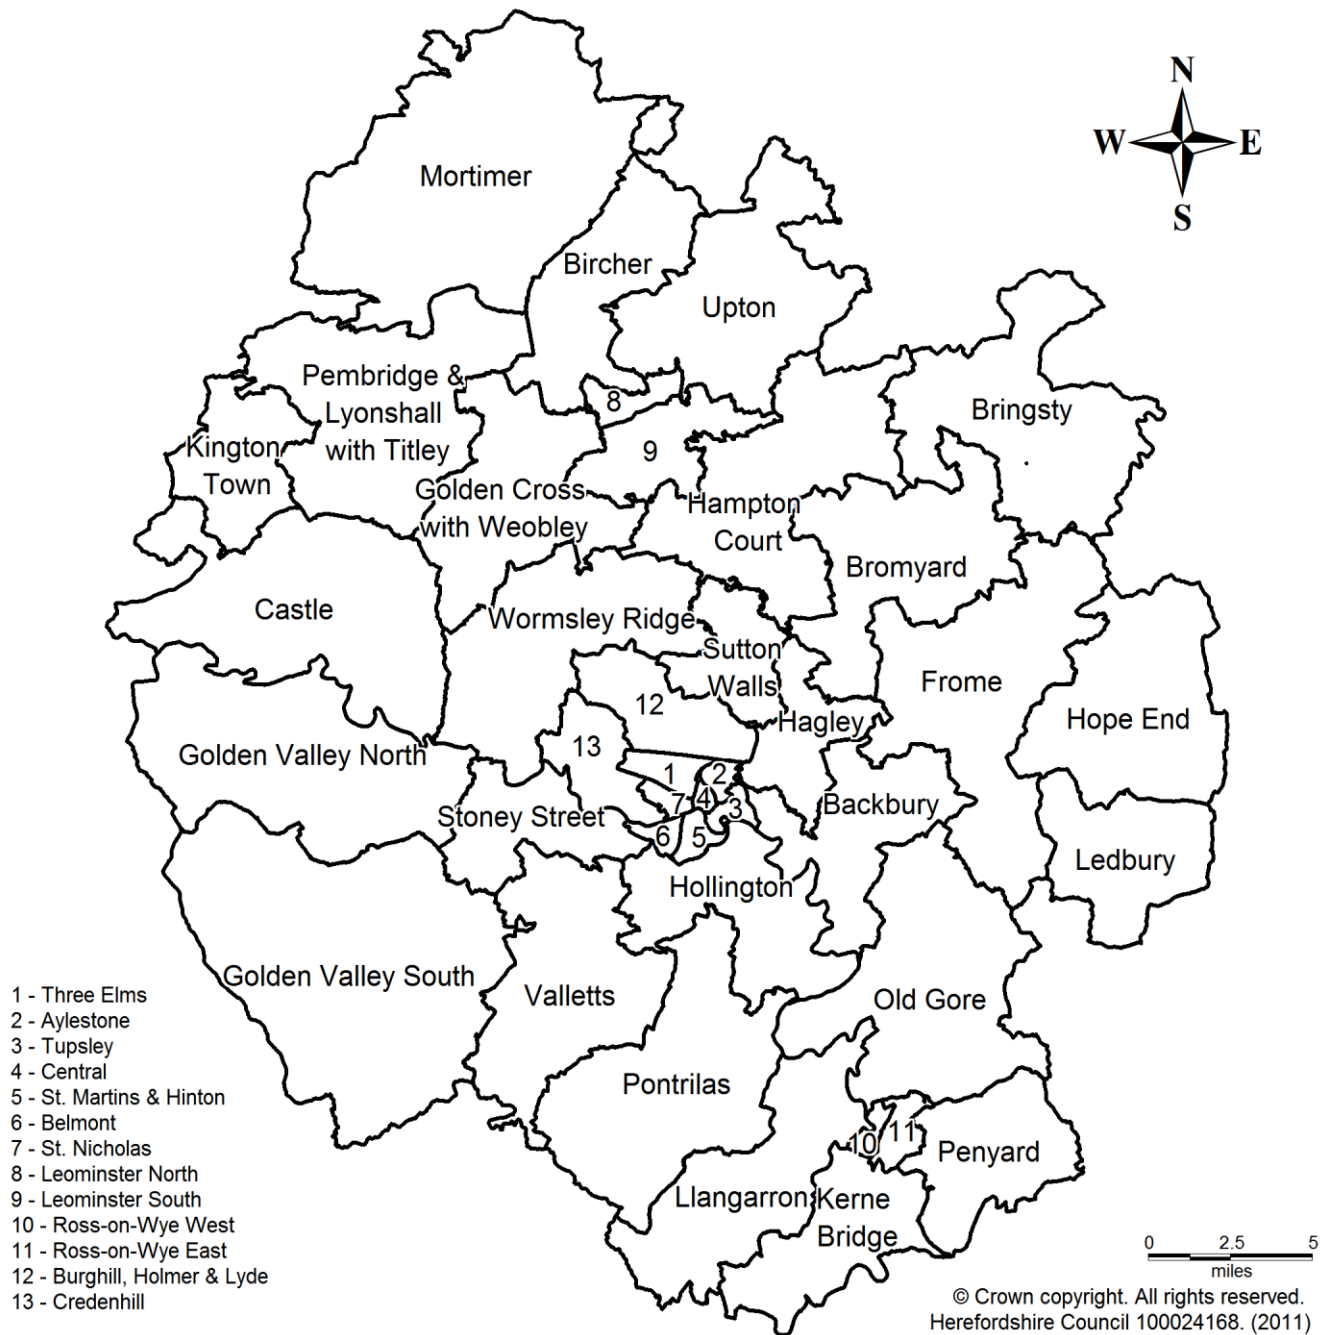 N
W E
S
Mortimer
Bircher
Upton
Pembridge &
Lyonshall
with Titley
Kington
Town
8
9
Bringsty
Golden Cross
with Weobley
Hampton
Court
Bromyard
Castle
Wormsley Ridge
Sutton
Walls
12
13
Hagley
Frome
Hope End
Golden Valley North
1
2
7
4
3
6
5
Stoney Street
Backbury
Ledbury
Hollington
Golden Valley South
Valletts
Old Gore
Pontrilas
10
11
Penyard
Llangarron
Kerne
Bridge
1 - Three Elms
2 - Aylestone
3 - Tupsley
4 - Central
5 - St. Martins & Hinton
6 - Belmont
7 - St. Nicholas
8 - Leominster North
9 - Leominster South
10 - Ross-on-Wye West
11 - Ross-on-Wye East
12 - Burghill, Holmer & Lyde
13 - Credenhill
0 2.5 5
miles
© Crown copyright. All rights reserved.
Herefordshire Council 100024168. (2011)